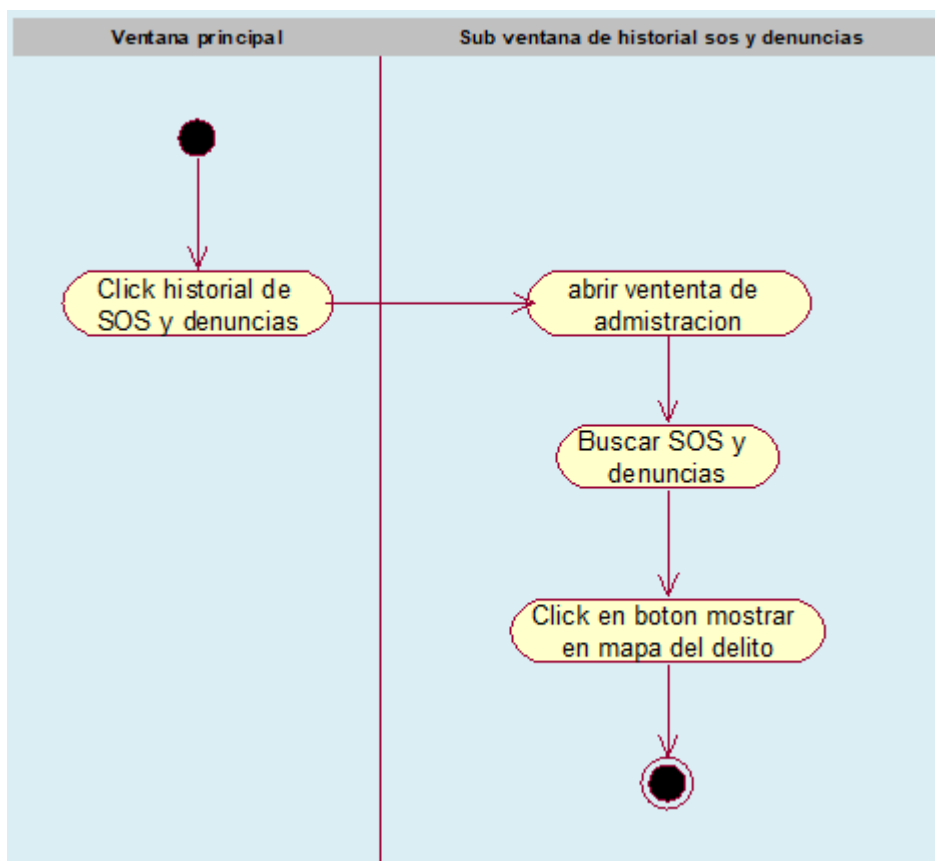 Ventana principal
Sub ventana de historial sos y denuncias
Click historial de
SOS y denuncias
abrir vententa de
admistracion
Buscar SOS y
denuncias
Click en boton mostrar
en mapa del delito